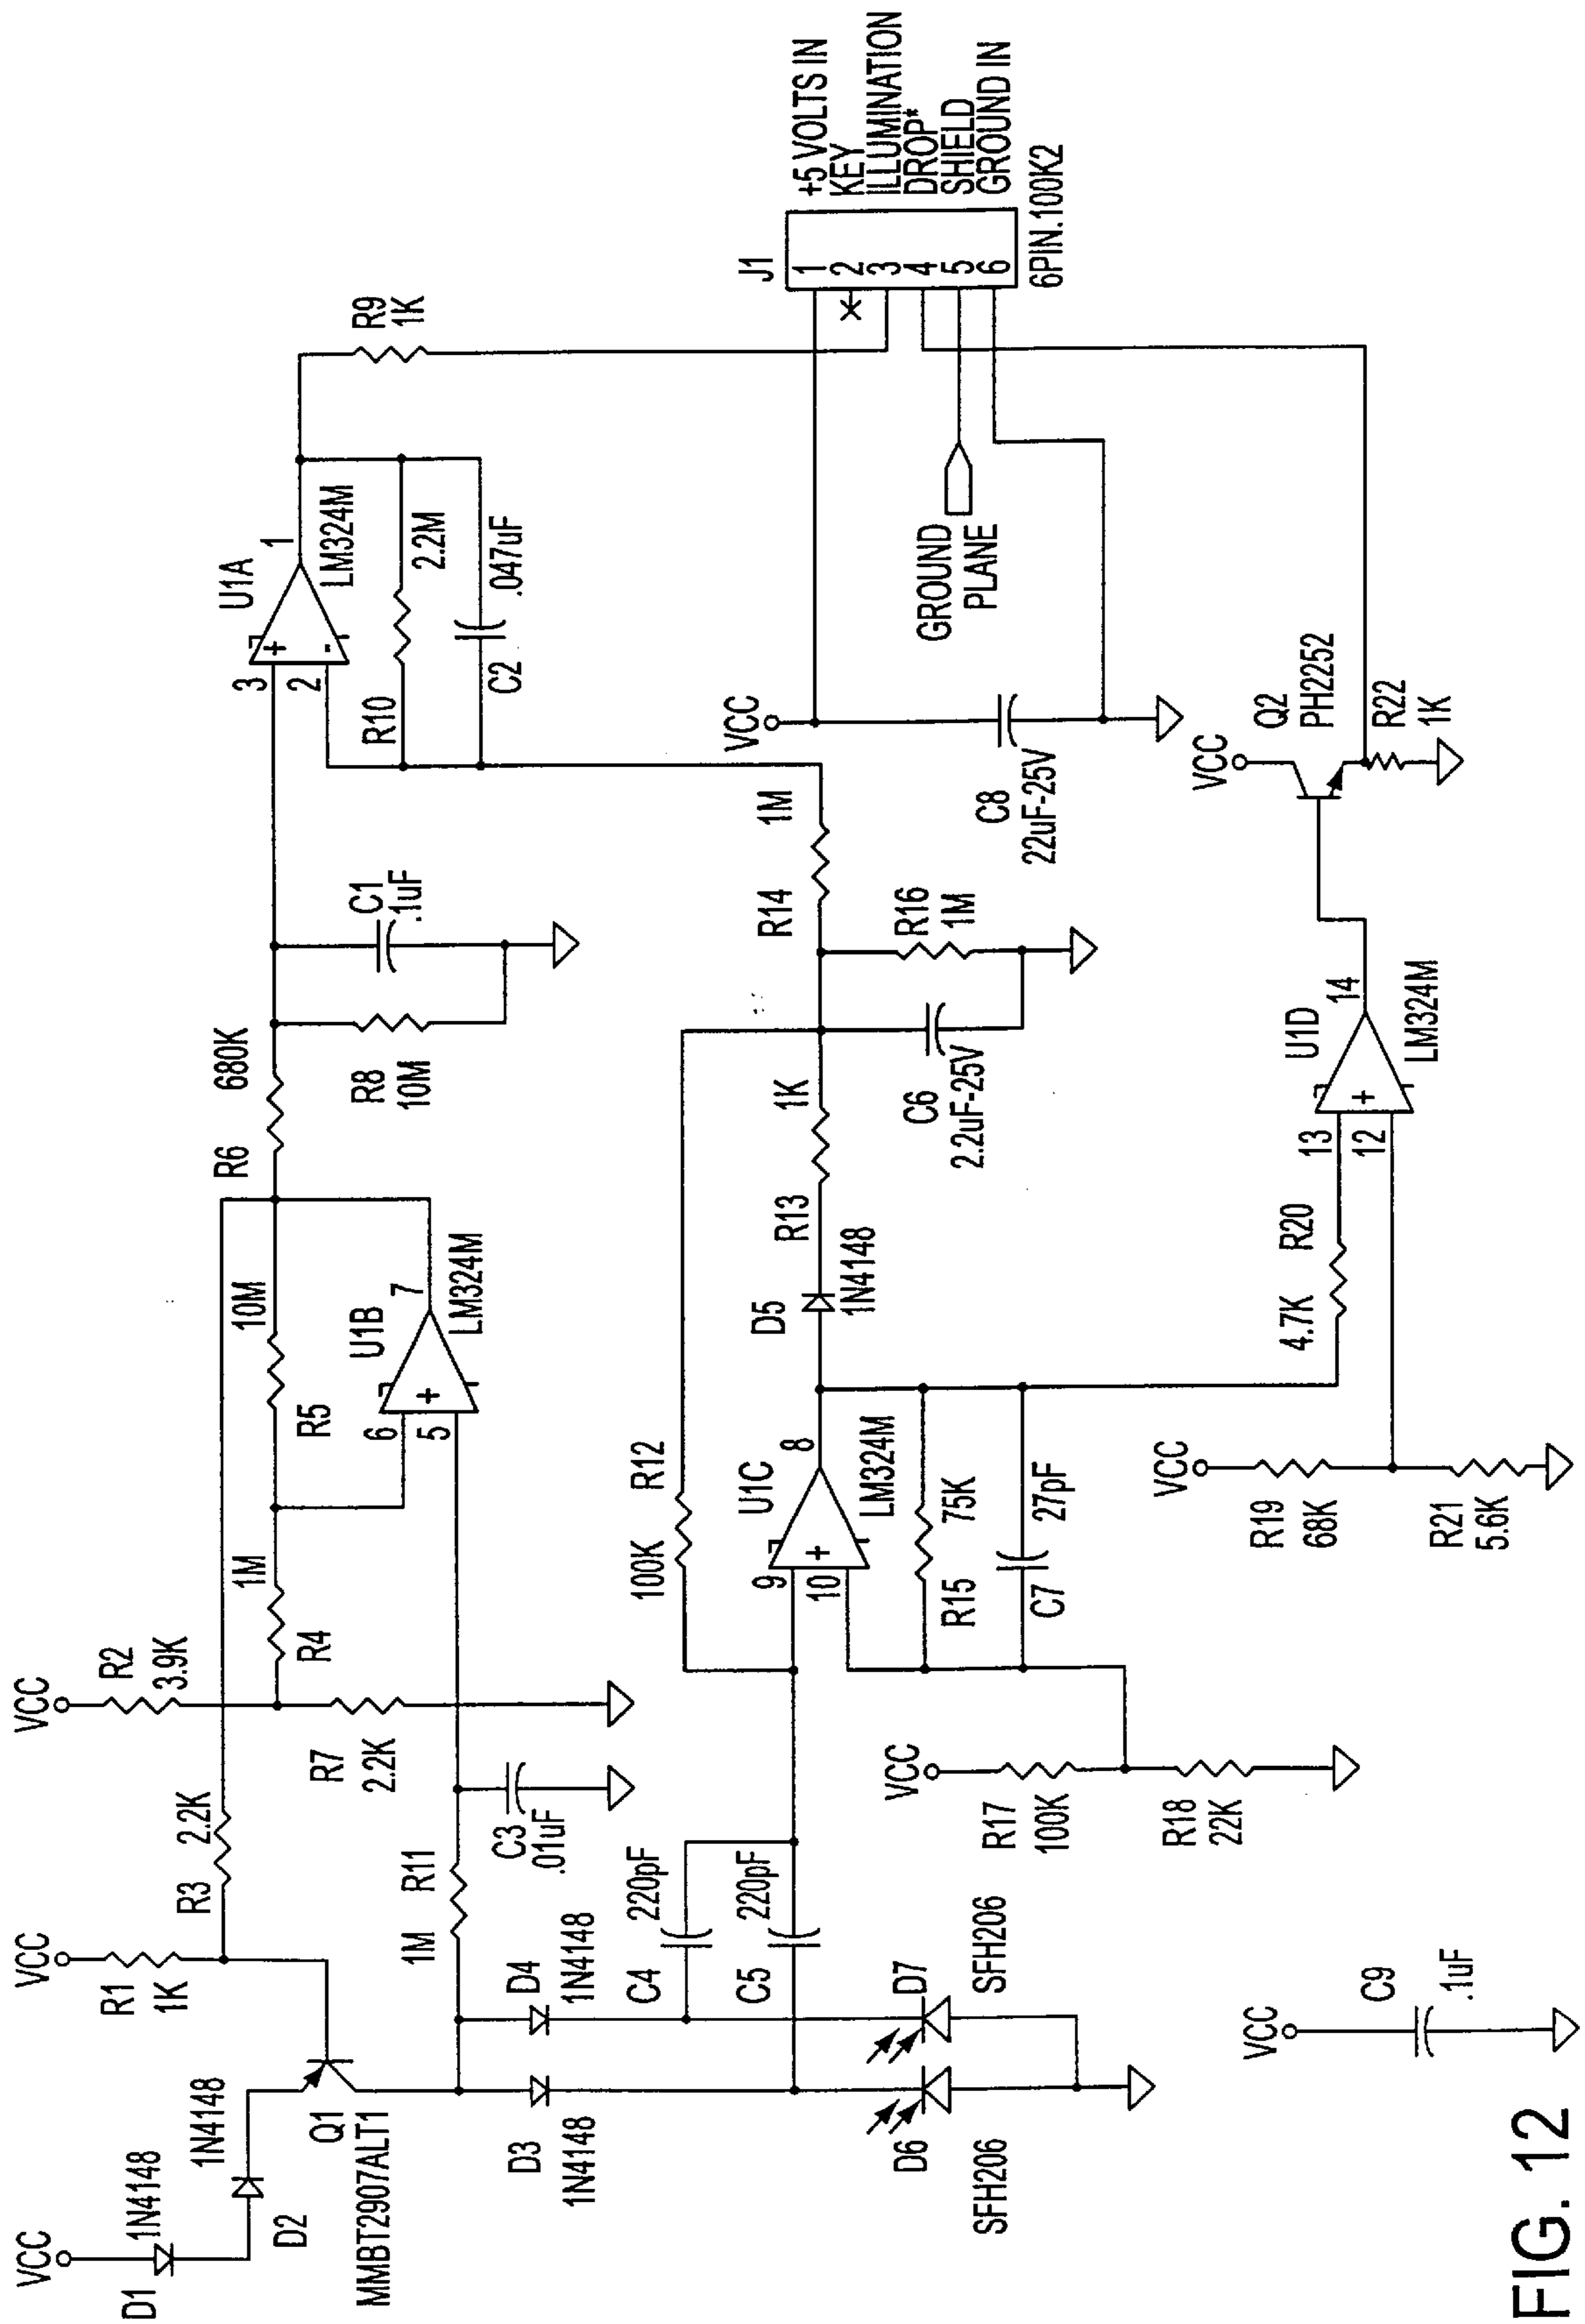 VCC
D1
1N4148
1N4148
D2
Q1
MMBT2907ALT1
VCC
R1
1K
R3
2.2K
VCC
R2
3.9K
R4
1M
R7
2.2K
R5
10M
6
5
U1B
7
LM324M
R6
680K
R8
10M
C1
.1uF
3
2
+
-
U1A
1
LM324M
R10
2.2M
C2
.047uF
R9
1K
1M
R11
C3
.01uF
+
D3
1N4148
D4
1N4148
C4
220pF
C5
220pF
D6
SFH206
D7
SFH206
100K
R12
9
10
+
U1C
8
LM324M
R15
75K
C7
27pF
VCC
R17
100K
R18
22K
D5
1N4148
R13
1K
C6
2.2uF-25V
R14
1M
R16
1M
VCC
C8
22uF-25V
GROUND
PLANE
J1
1
2
3
4
5
6
+5 VOLTS IN
KEY
ILLUMINATION
DROP*
SHIELD
GROUND IN
6PIN.100K2
VCC
R19
68K
R21
5.6K
4.7K
R20
13
12
+
U1D
14
LM324M
VCC
Q2
PH2252
R22
1K
VCC
C9
.1uF
FIG. 12